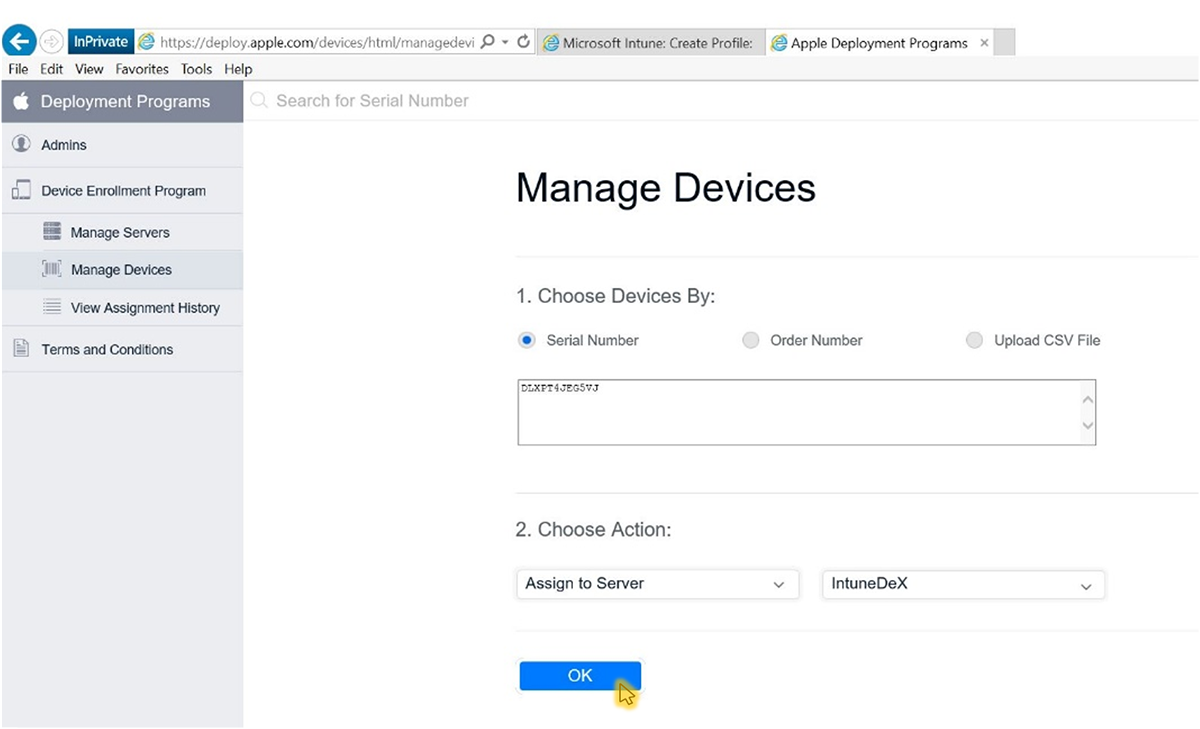 InPrivate https://deploy.apple.com/devices/html/managedevi Microsoft Intune: Create Profile: Apple Deployment Programs
File Edit View Favorites Tools Help
Deployment Programs
Search for Serial Number
Admins
Device Enrollment Program
Manage Servers
Manage Devices
View Assignment History
Terms and Conditions
Manage Devices
1. Choose Devices By:
Serial Number Order Number Upload CSV File
DLXPT4JEG5VJ
2. Choose Action:
Assign to Server IntuneDeX
OK